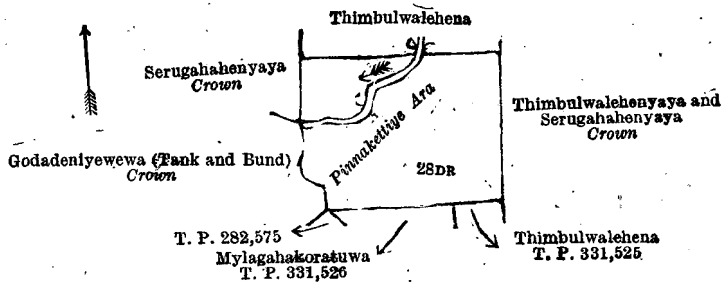 Thimbulwalehena
Serugahahenyaya
Crown
Thimbulwalehenyaya and
Serugahahenyaya
Crown
Godadeniyewewa (Tank and Bund)
Crown
Pinnakettiye Ara
28DR
T. P. 282,575
Mylagahakoratuwa
T. P. 331,526
Thimbulwalehena
T. P. 331,525